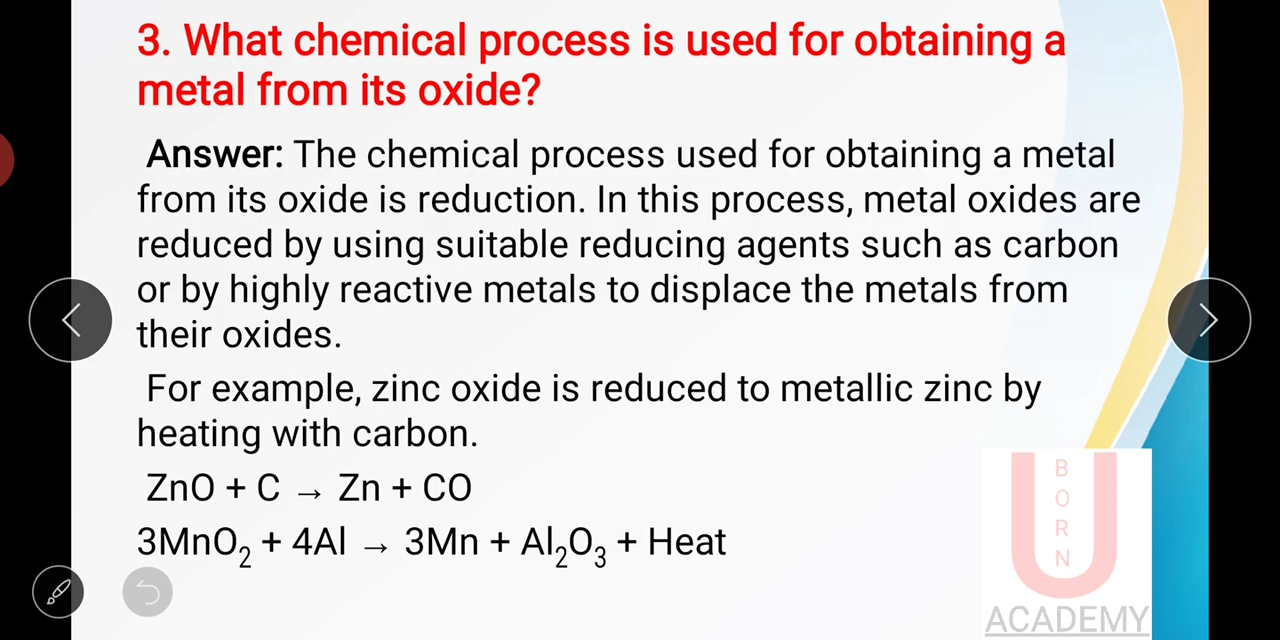 3. What chemical process is used for obtaining a
metal from its oxide?
Answer: The chemical process used for obtaining a metal
from its oxide is reduction. In this process, metal oxides are
reduced by using suitable reducing agents such as carbon
or by highly reactive metals to displace the metals from
their oxides.
For example, zinc oxide is reduced to metallic zinc by
heating with carbon.
ZnO + C → Zn + CO
3MnO₂ + 4Al → 3Mn + Al₂O₃ + Heat
U
BORN
ACADEMY